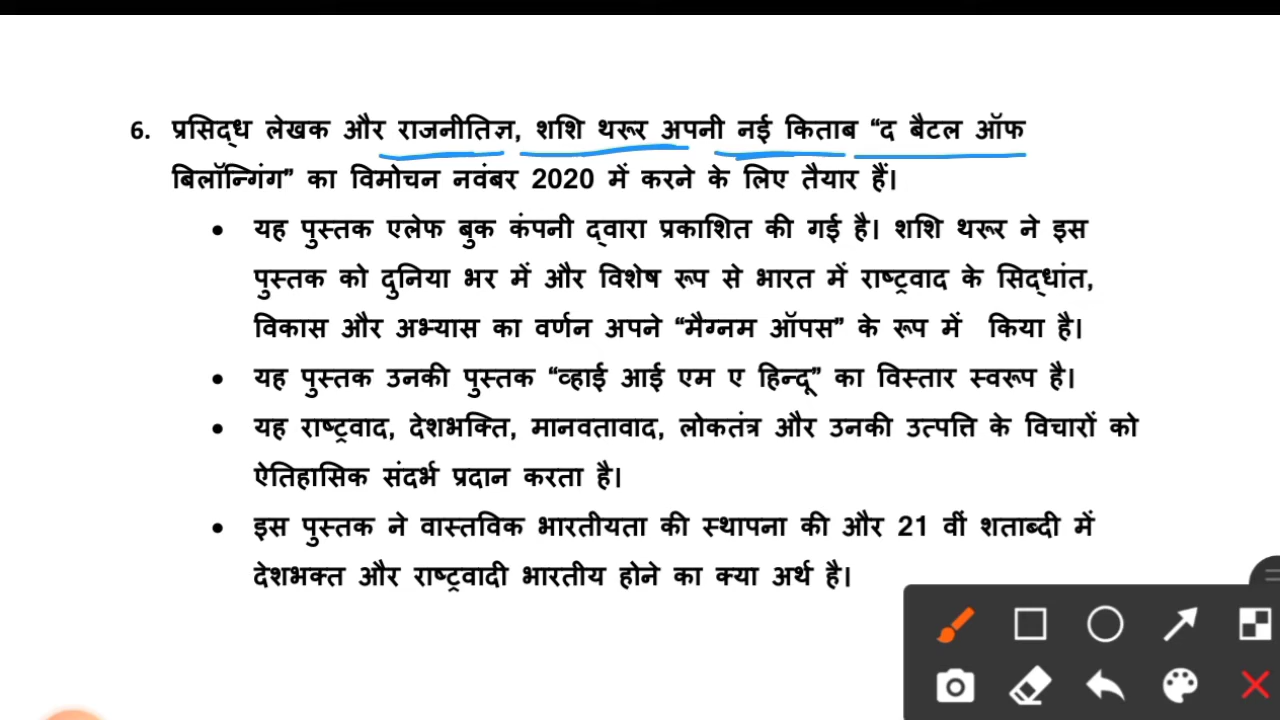 6. प्रसिद्ध लेखक और राजनीतिज्ञ, शशि थरूर अपनी नई किताब “द बैटल ऑफ
बिलॉन्गिंग” का विमोचन नवंबर 2020 में करने के लिए तैयार हैं।
• यह पुस्तक एलेफ बुक कंपनी द्वारा प्रकाशित की गई है। शशि थरूर ने इस
पुस्तक को दुनिया भर में और विशेष रूप से भारत में राष्ट्रवाद के सिद्धांत,
विकास और अभ्यास का वर्णन अपने “मैग्नम ऑपस” के रूप में किया है।
• यह पुस्तक उनकी पुस्तक “व्हाई आई एम ए हिन्दू” का विस्तार स्वरूप है।
• यह राष्ट्रवाद, देशभक्ति, मानवतावाद, लोकतंत्र और उनकी उत्पत्ति के विचारों को
ऐतिहासिक संदर्भ प्रदान करता है।
• इस पुस्तक ने वास्तविक भारतीयता की स्थापना की और 21 वीं शताब्दी में
देशभक्त और राष्ट्रवादी भारतीय होने का क्या अर्थ है।